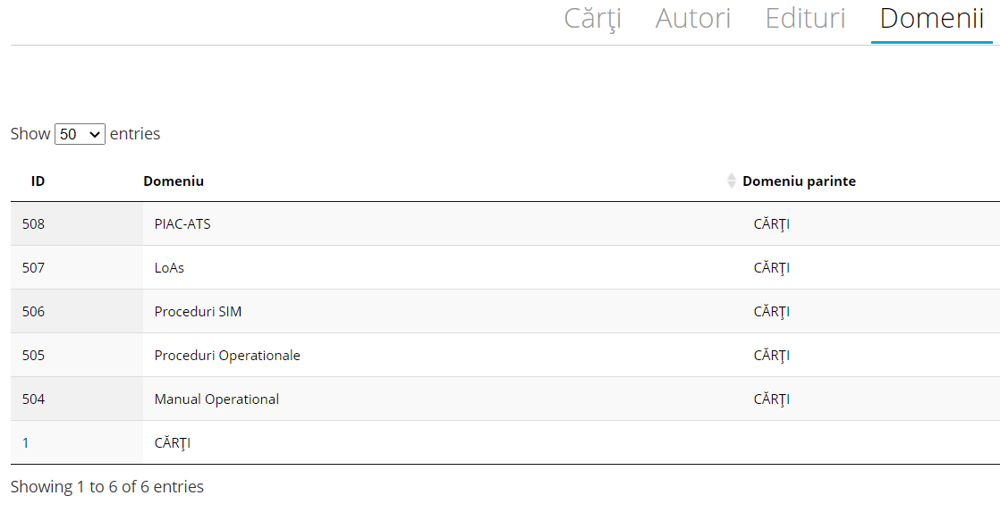 Cărţi Autori Edituri Domenii
Show 50 entries
ID Domeniu Domeniu parinte
508 PIAC-ATS CĂRŢI
507 LoAs CĂRŢI
506 Proceduri SIM CĂRŢI
505 Proceduri Operationale CĂRŢI
504 Manual Operational CĂRŢI
1 CĂRŢI
Showing 1 to 6 of 6 entries